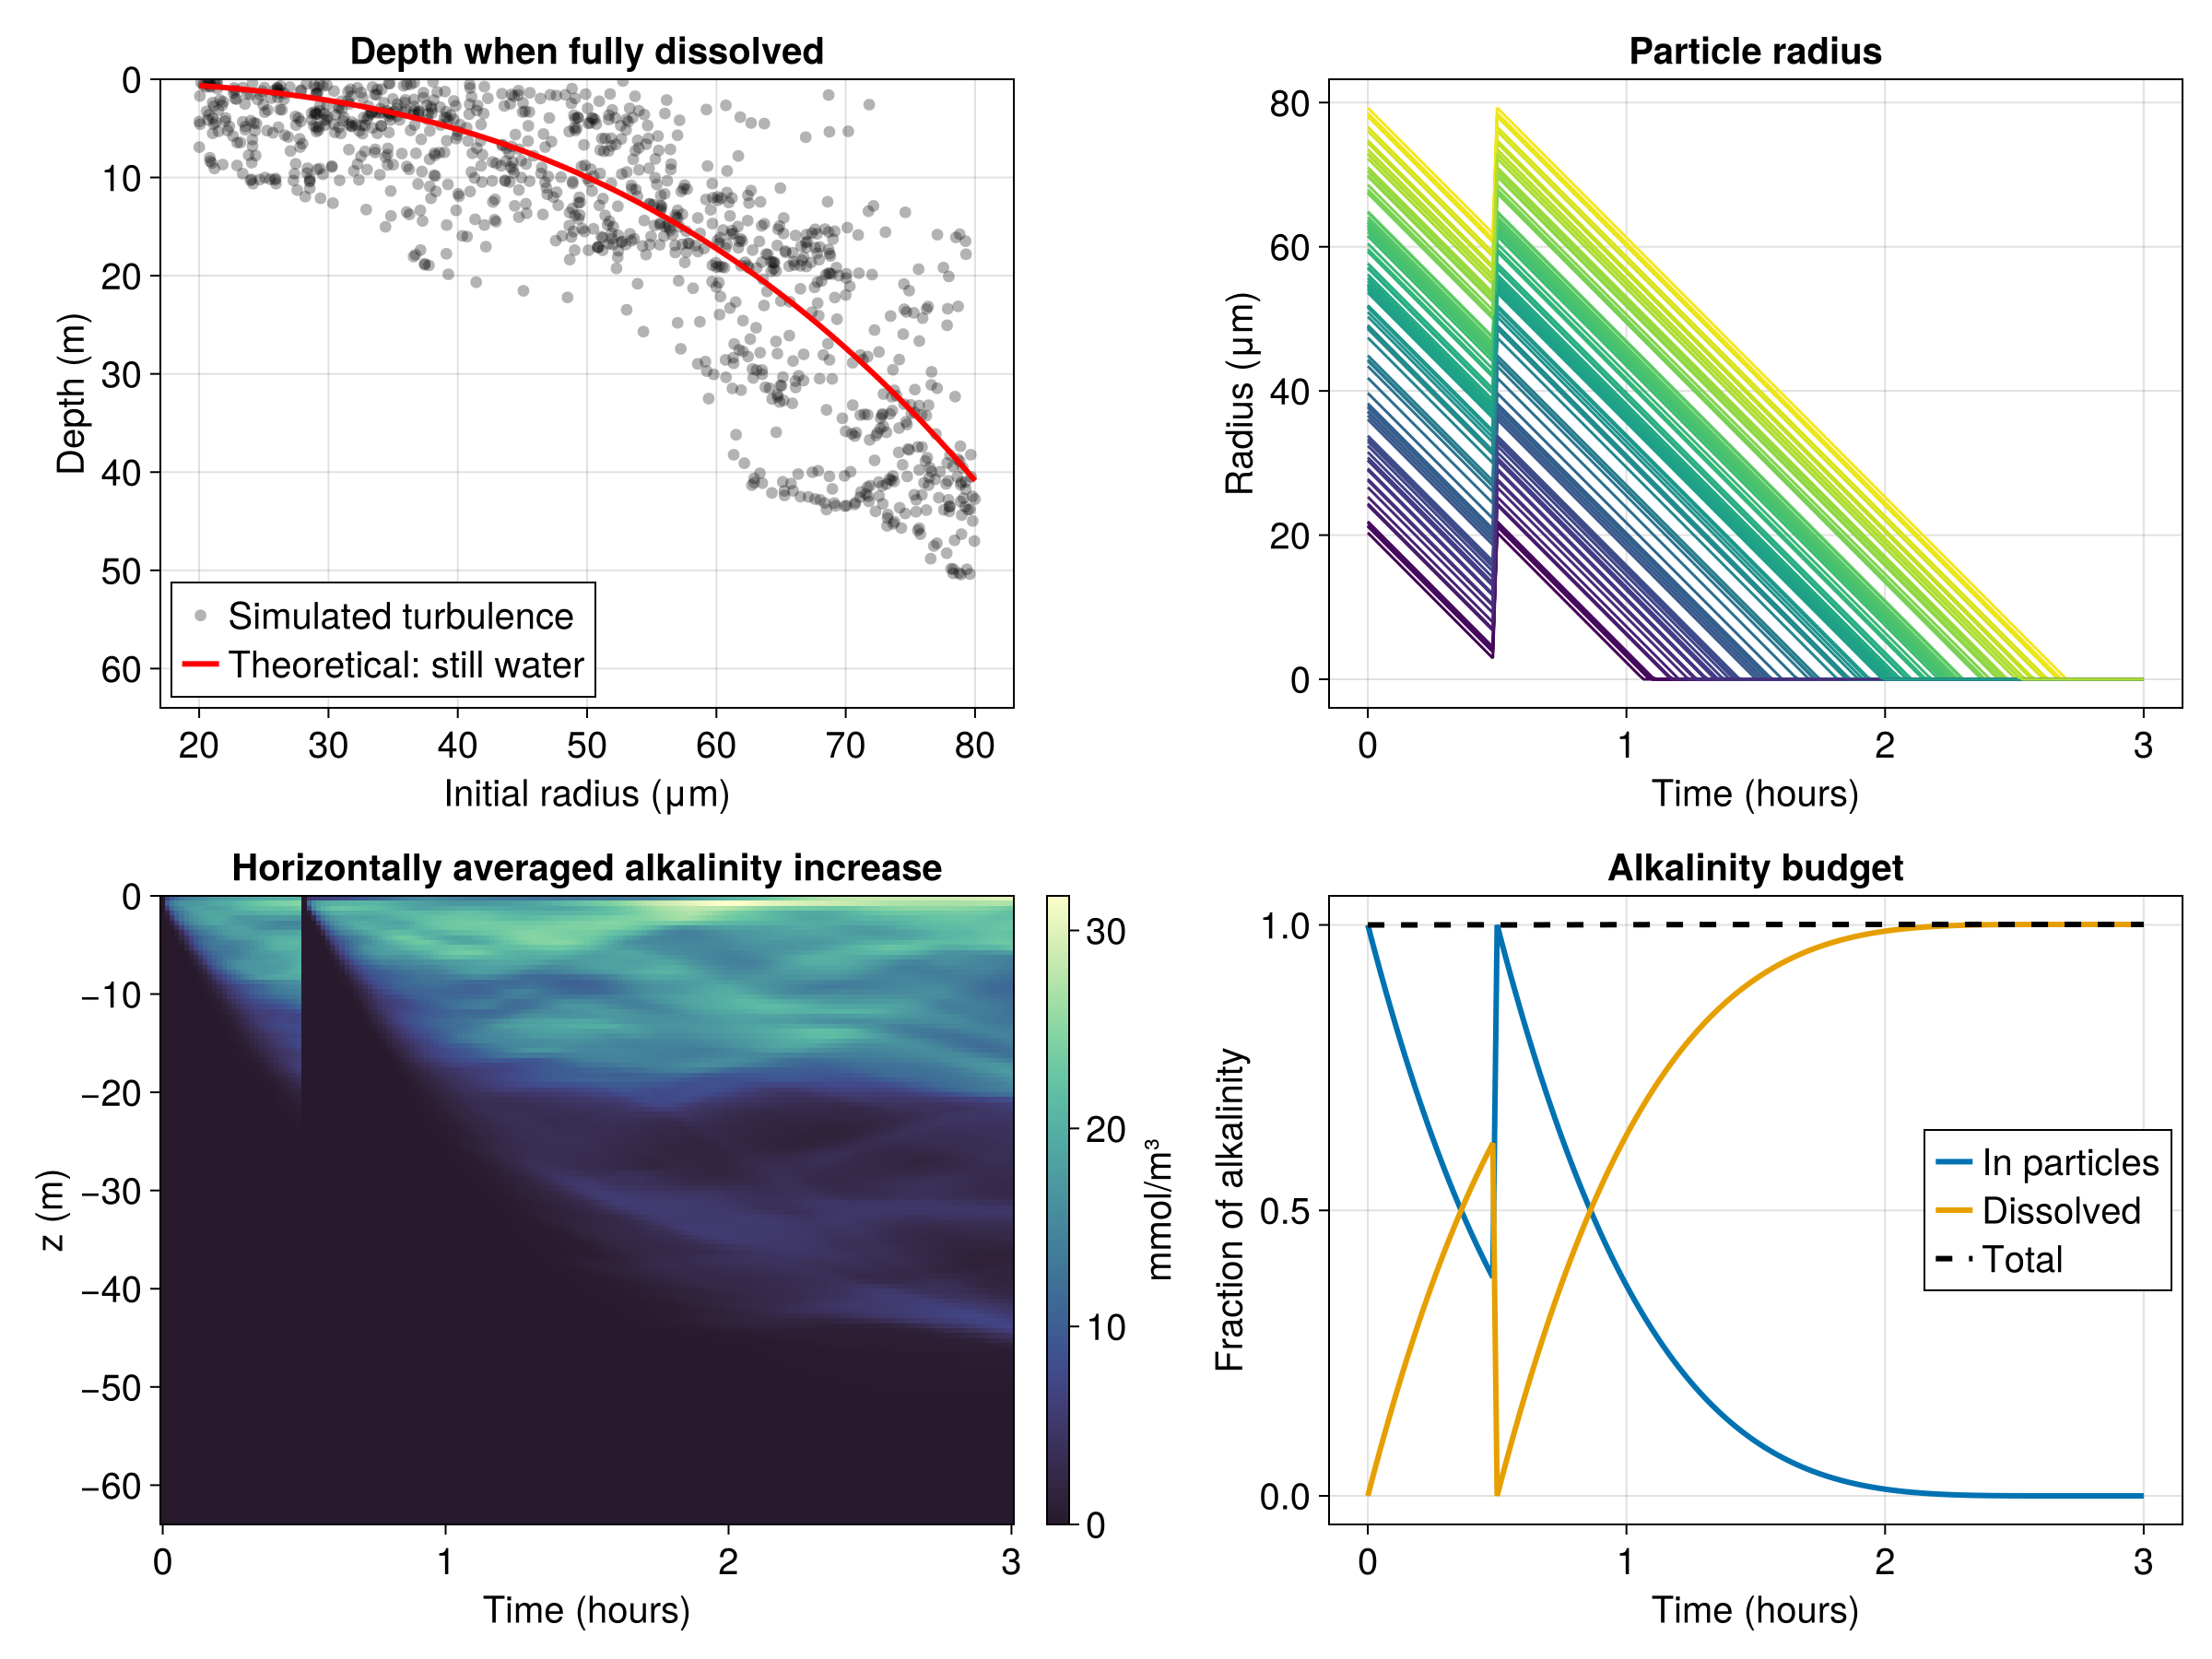 Depth when fully dissolved
0
10
20
30
40
50
60
Depth (m)
Simulated turbulence
Theoretical: still water
20 30 40 50 60 70 80
Initial radius (μm)
Particle radius
80
60
40
20
0
Radius (μm)
0 1 2 3
Time (hours)
Horizontally averaged alkalinity increase
0
−10
−20
−30
−40
−50
−60
z (m)
0 1 2 3
Time (hours)
30
20
10
0
mmol/m³
Alkalinity budget
1.0
0.5
0.0
Fraction of alkalinity
In particles
Dissolved
Total
0 1 2 3
Time (hours)